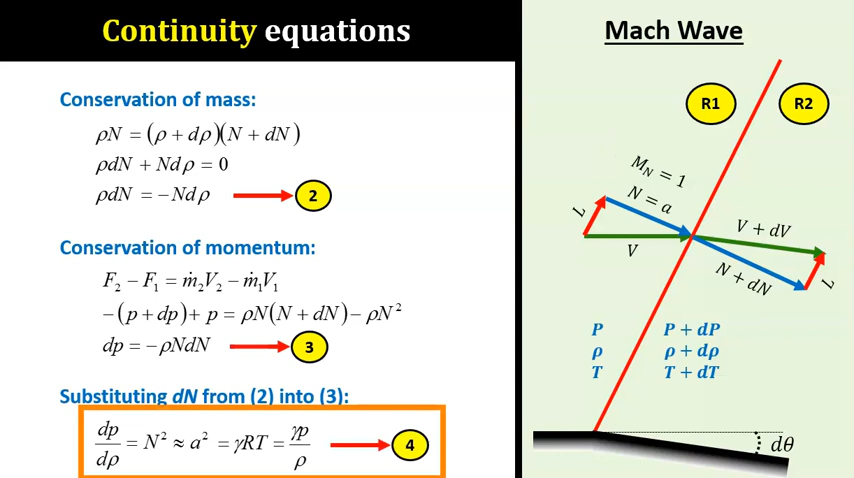 Continuity equations
Conservation of mass:
ρN = (ρ + dρ)(N + dN)
ρdN + Ndρ = 0
ρdN = −Ndρ
2
Conservation of momentum:
F₂ − F₁ = ṁ₂V₂ − ṁ₁V₁
−(p + dp) + p = ρN(N + dN) − ρN²
dp = −ρNdN
3
Substituting dN from (2) into (3):
dp/dρ = N² ≈ a² = γRT = γp/ρ
4
Mach Wave
R1
R2
M_N = 1
N = a
L
V
V + dV
N + dN
L
P P + dP
ρ ρ + dρ
T T + dT
dθ